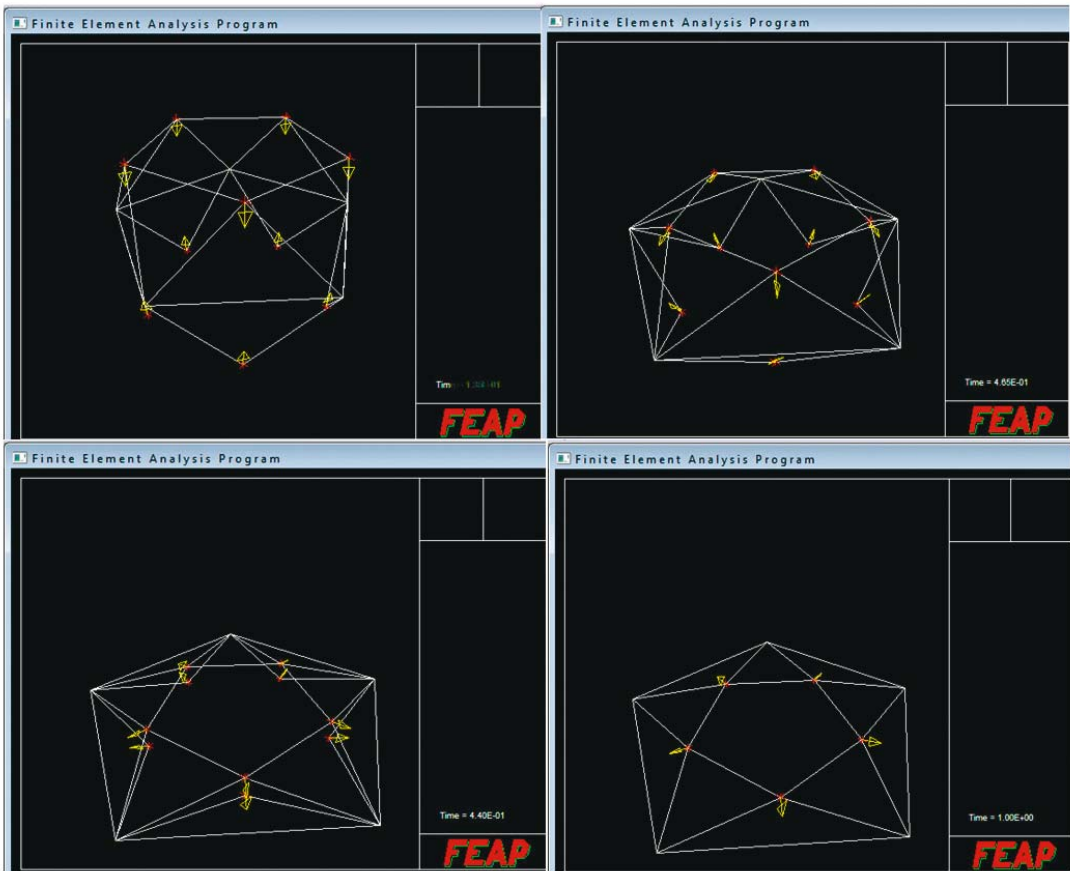 Finite Element Analysis Program
Finite Element Analysis Program
Time = 4.65E-01
FEAP
FEAP
Finite Element Analysis Program
Finite Element Analysis Program
Time = 4.40E-01
Time = 1.00E+00
FEAP
FEAP